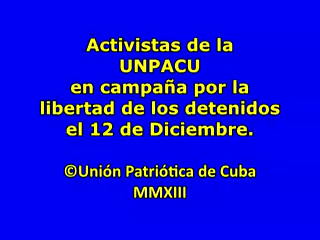 Activistas de la
UNPACU
en campaña por la
libertad de los detenidos
el 12 de Diciembre.
©Unión Patriótica de Cuba
MMXIII